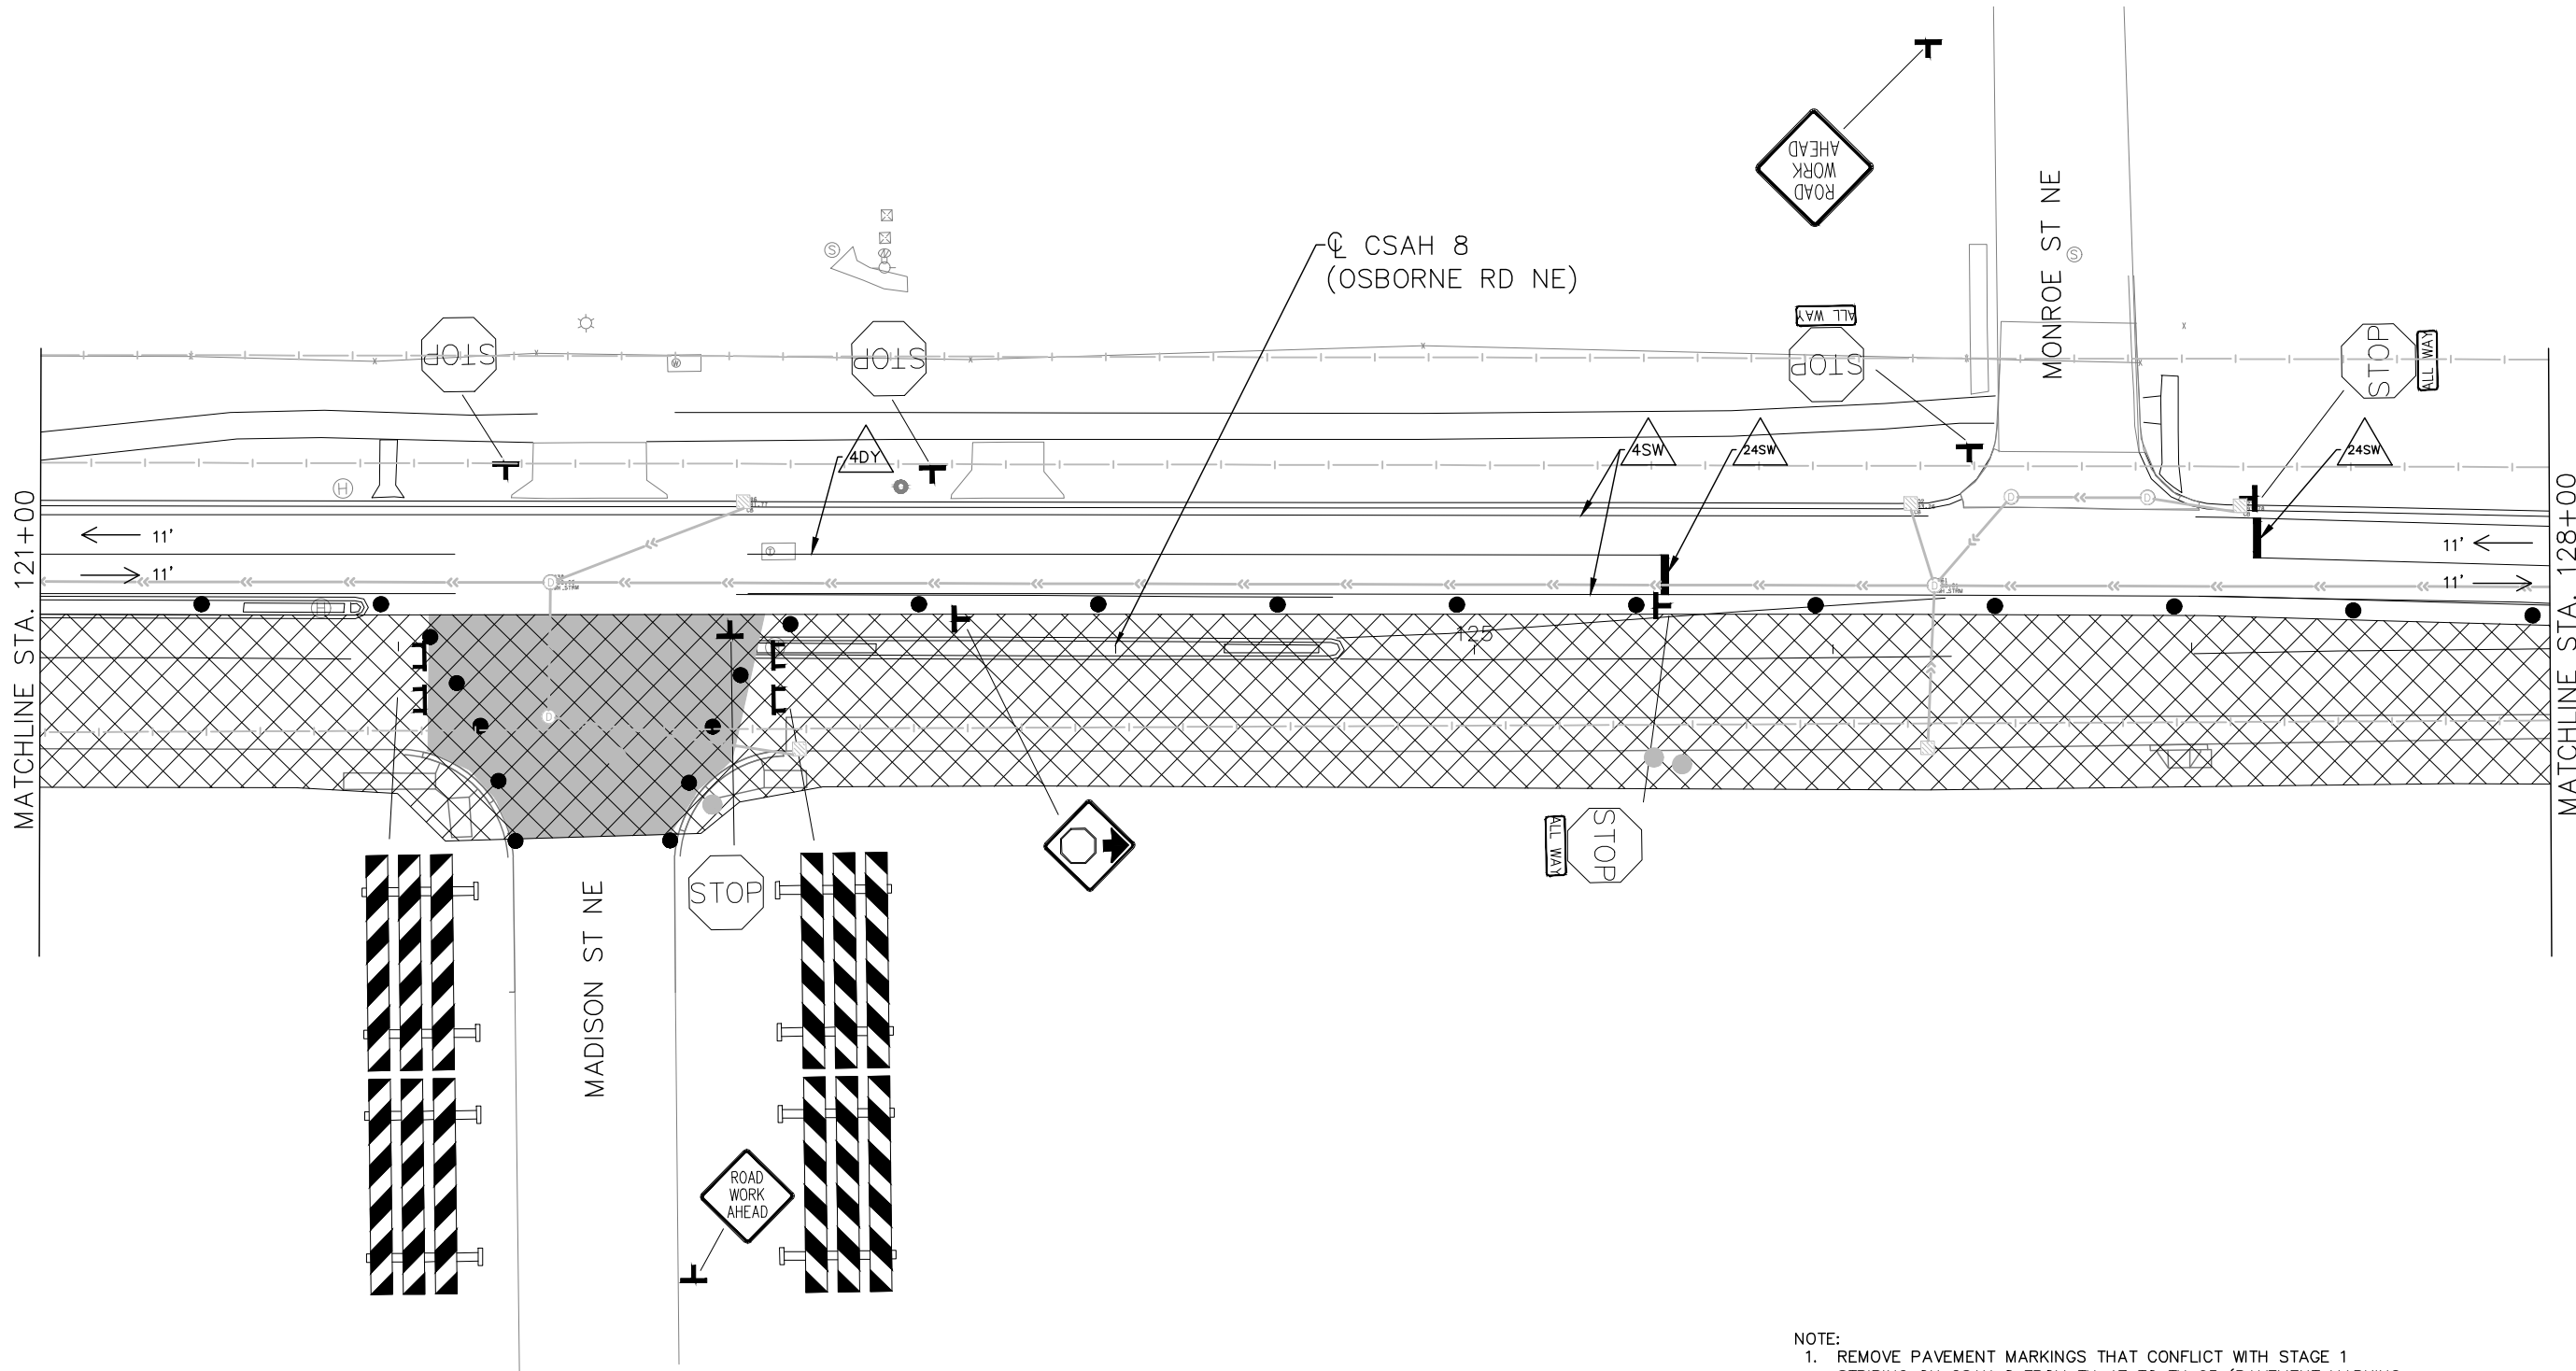 ROAD
WORK
AHEAD
MONROE ST NE
Ⓢ
Ⓢ
℄ CSAH 8
(OSBORNE RD NE)
ALL WAY
STOP
STOP
STOP
STOP
ALL WAY
Ⓦ
4DY
4SW
24SW
24SW
Ⓗ
MATCHLINE STA. 121+00
MATCHLINE STA. 128+00
D
D
11'
11'
11'
11'
D
D
Ⓗ
125
D
ALL WAY
STOP
STOP
MADISON ST NE
ROAD
WORK
AHEAD
NOTE:
1. REMOVE PAVEMENT MARKINGS THAT CONFLICT WITH STAGE 1